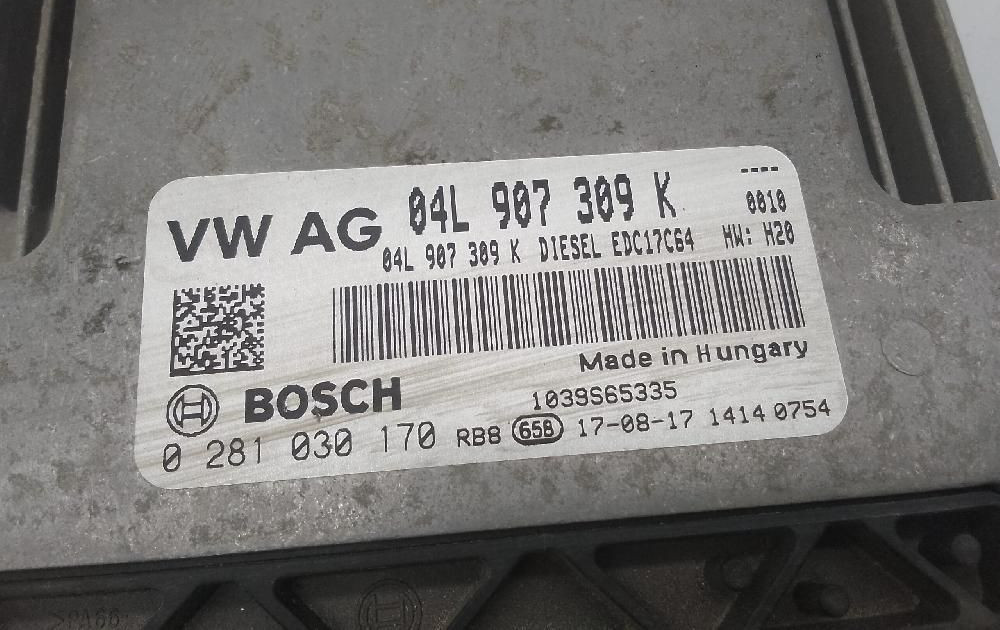 VW AG 04L 907 309 K ----
0010
04L 907 309 K DIESEL EDC17C64 HW: H20
Made in Hungary
BOSCH 1039S65335
0 281 030 170 RB8 658 17-08-17 1414 0754
>PA66-